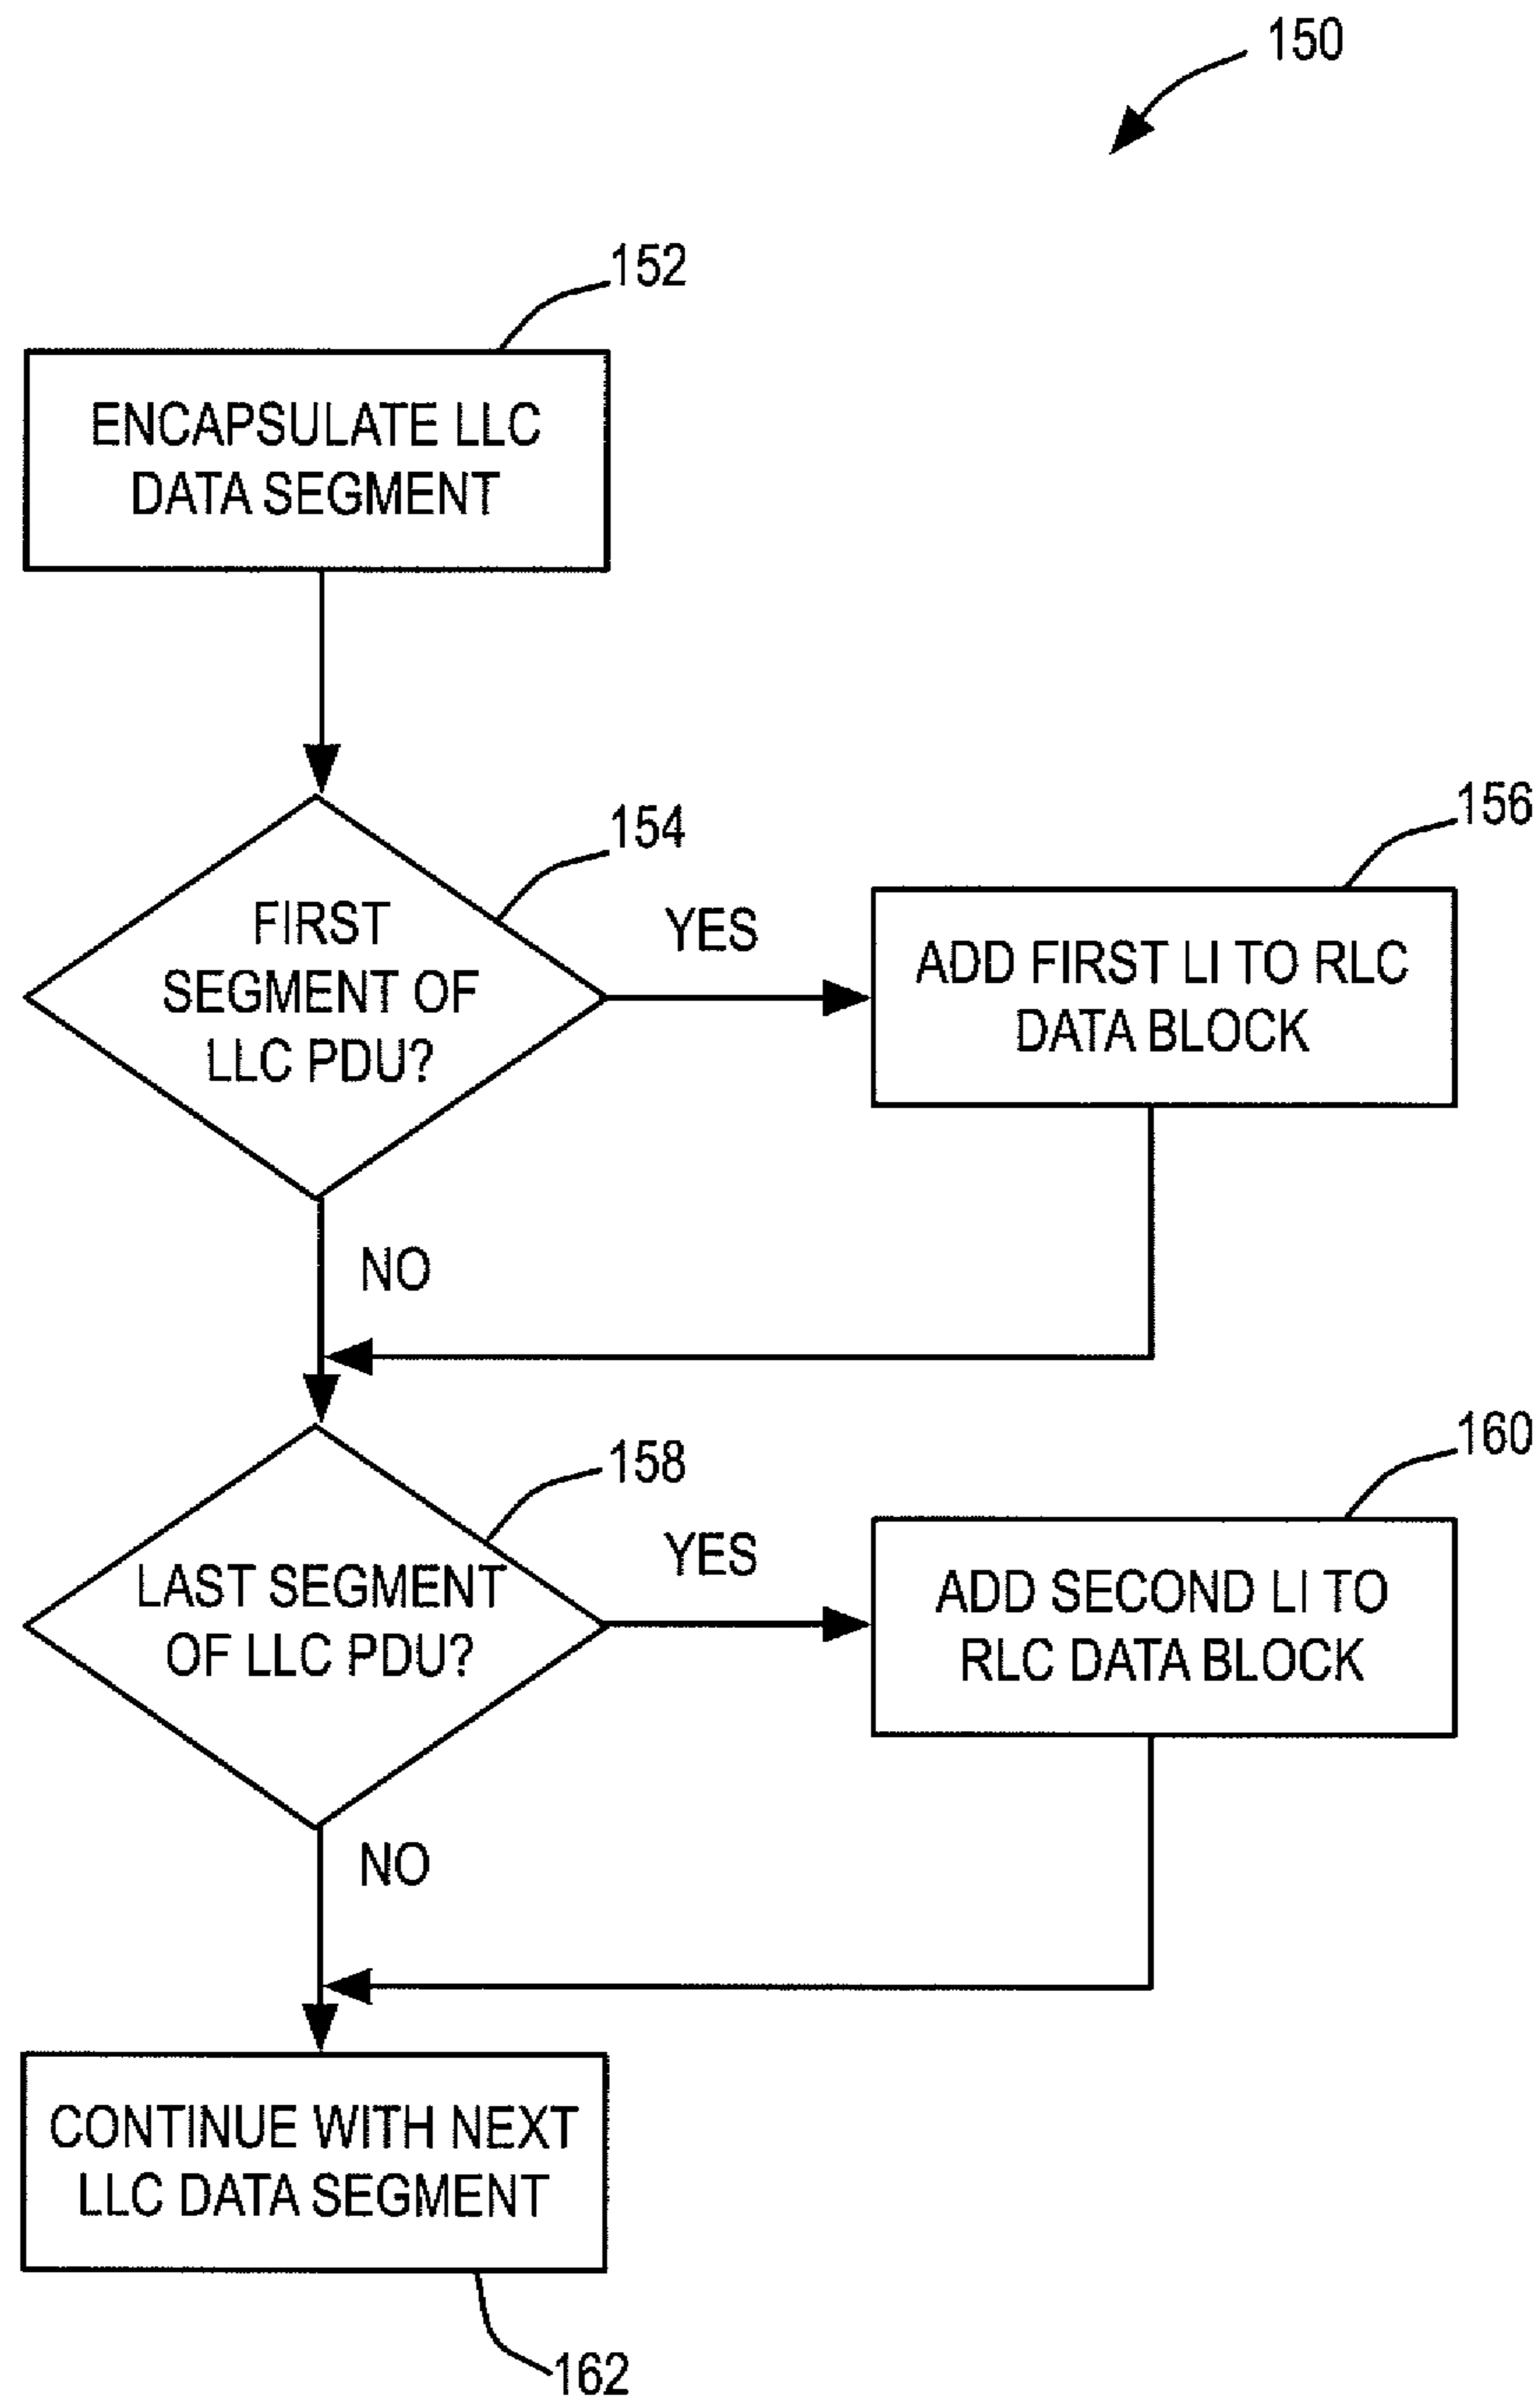 150
152
ENCAPSULATE LLC
DATA SEGMENT
154
FIRST
SEGMENT OF
LLC PDU?
YES
156
ADD FIRST LI TO RLC
DATA BLOCK
NO
158
LAST SEGMENT
OF LLC PDU?
YES
160
ADD SECOND LI TO
RLC DATA BLOCK
NO
CONTINUE WITH NEXT
LLC DATA SEGMENT
162